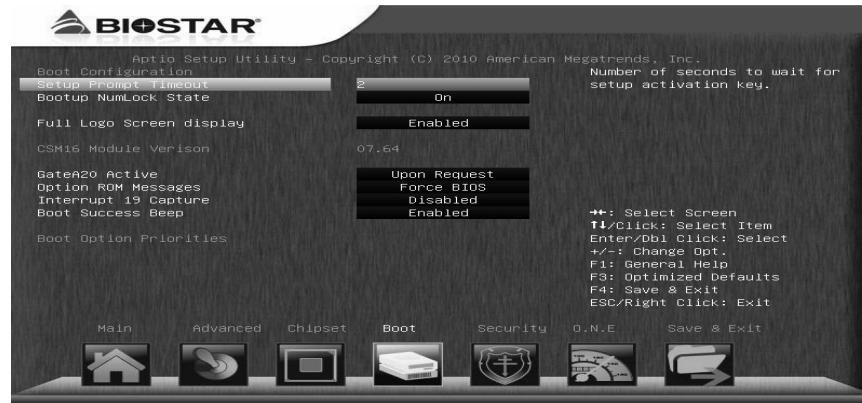 BIOSTAR®
Aptio Setup Utility - Copyright (C) 2010 American Megatrends, Inc.
Boot Configuration
Setup Prompt Timeout 2
Bootup NumLock State On
Full Logo Screen display Enabled
CSM16 Module Verison 07.64
GateA20 Active Upon Request
Option ROM Messages Force BIOS
Interrupt 19 Capture Disabled
Boot Success Beep Enabled
Boot Option Priorities
Number of seconds to wait for
setup activation key.
→←: Select Screen
↑↓/Click: Select Item
Enter/Dbl Click: Select
+/-: Change Opt.
F1: General Help
F3: Optimized Defaults
F4: Save & Exit
ESC/Right Click: Exit
Main Advanced Chipset Boot Security O.N.E Save & Exit